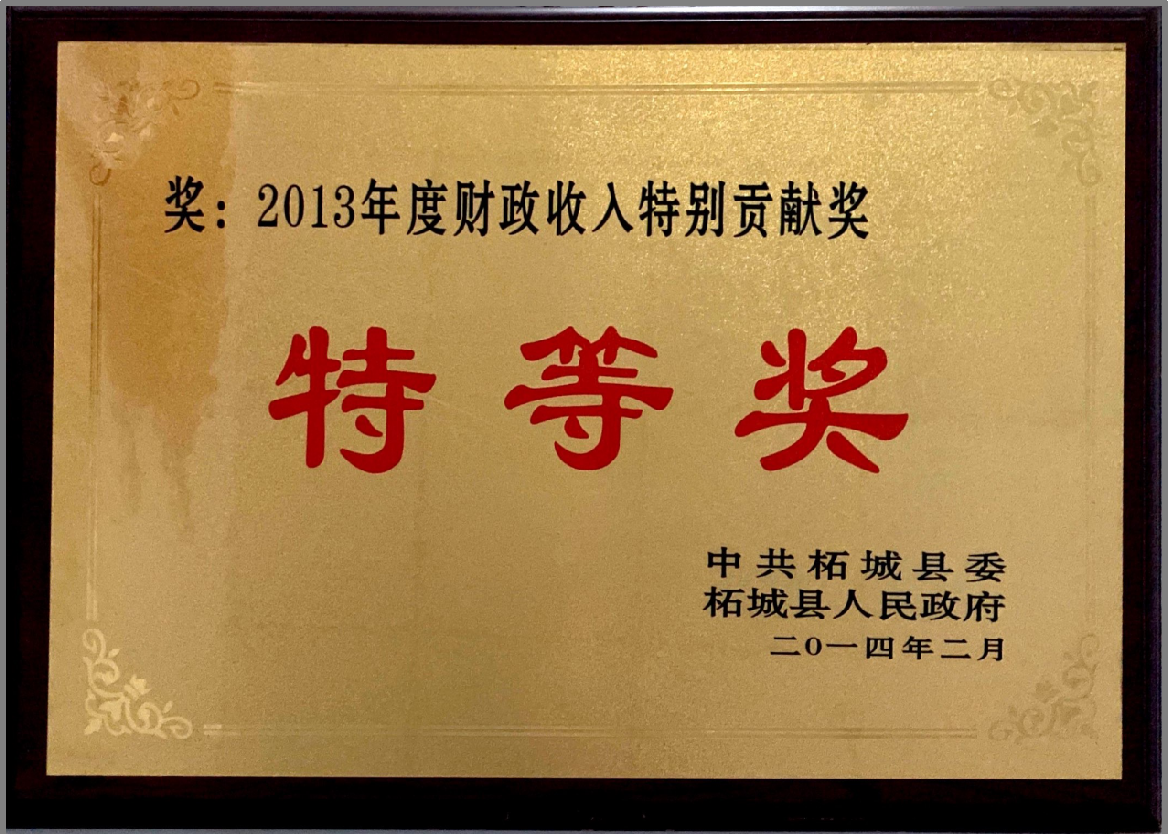 奖：2013年度财政收入特别贡献奖
特等奖
中共柘城县委
柘城县人民政府
二〇一四年二月